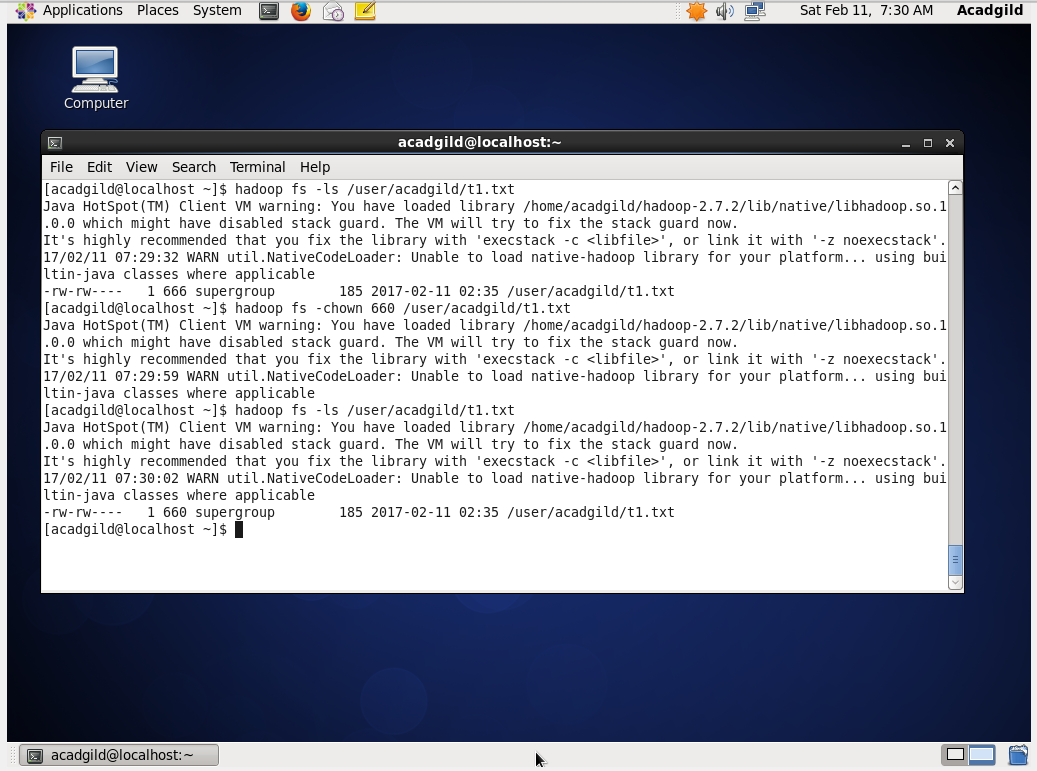 Applications Places System Sat Feb 11, 7:30 AM Acadgild
Computer
acadgild@localhost:~
File Edit View Search Terminal Help
[acadgild@localhost ~]$ hadoop fs -ls /user/acadgild/t1.txt
Java HotSpot(TM) Client VM warning: You have loaded library /home/acadgild/hadoop-2.7.2/lib/native/libhadoop.so.1
.0.0 which might have disabled stack guard. The VM will try to fix the stack guard now.
It's highly recommended that you fix the library with 'execstack -c <libfile>', or link it with '-z noexecstack'.
17/02/11 07:29:32 WARN util.NativeCodeLoader: Unable to load native-hadoop library for your platform... using bui
ltin-java classes where applicable
-rw-rw----   1 666 supergroup        185 2017-02-11 02:35 /user/acadgild/t1.txt
[acadgild@localhost ~]$ hadoop fs -chown 660 /user/acadgild/t1.txt
Java HotSpot(TM) Client VM warning: You have loaded library /home/acadgild/hadoop-2.7.2/lib/native/libhadoop.so.1
.0.0 which might have disabled stack guard. The VM will try to fix the stack guard now.
It's highly recommended that you fix the library with 'execstack -c <libfile>', or link it with '-z noexecstack'.
17/02/11 07:29:59 WARN util.NativeCodeLoader: Unable to load native-hadoop library for your platform... using bui
ltin-java classes where applicable
[acadgild@localhost ~]$ hadoop fs -ls /user/acadgild/t1.txt
Java HotSpot(TM) Client VM warning: You have loaded library /home/acadgild/hadoop-2.7.2/lib/native/libhadoop.so.1
.0.0 which might have disabled stack guard. The VM will try to fix the stack guard now.
It's highly recommended that you fix the library with 'execstack -c <libfile>', or link it with '-z noexecstack'.
17/02/11 07:30:02 WARN util.NativeCodeLoader: Unable to load native-hadoop library for your platform... using bui
ltin-java classes where applicable
-rw-rw----   1 660 supergroup        185 2017-02-11 02:35 /user/acadgild/t1.txt
[acadgild@localhost ~]$
acadgild@localhost:~